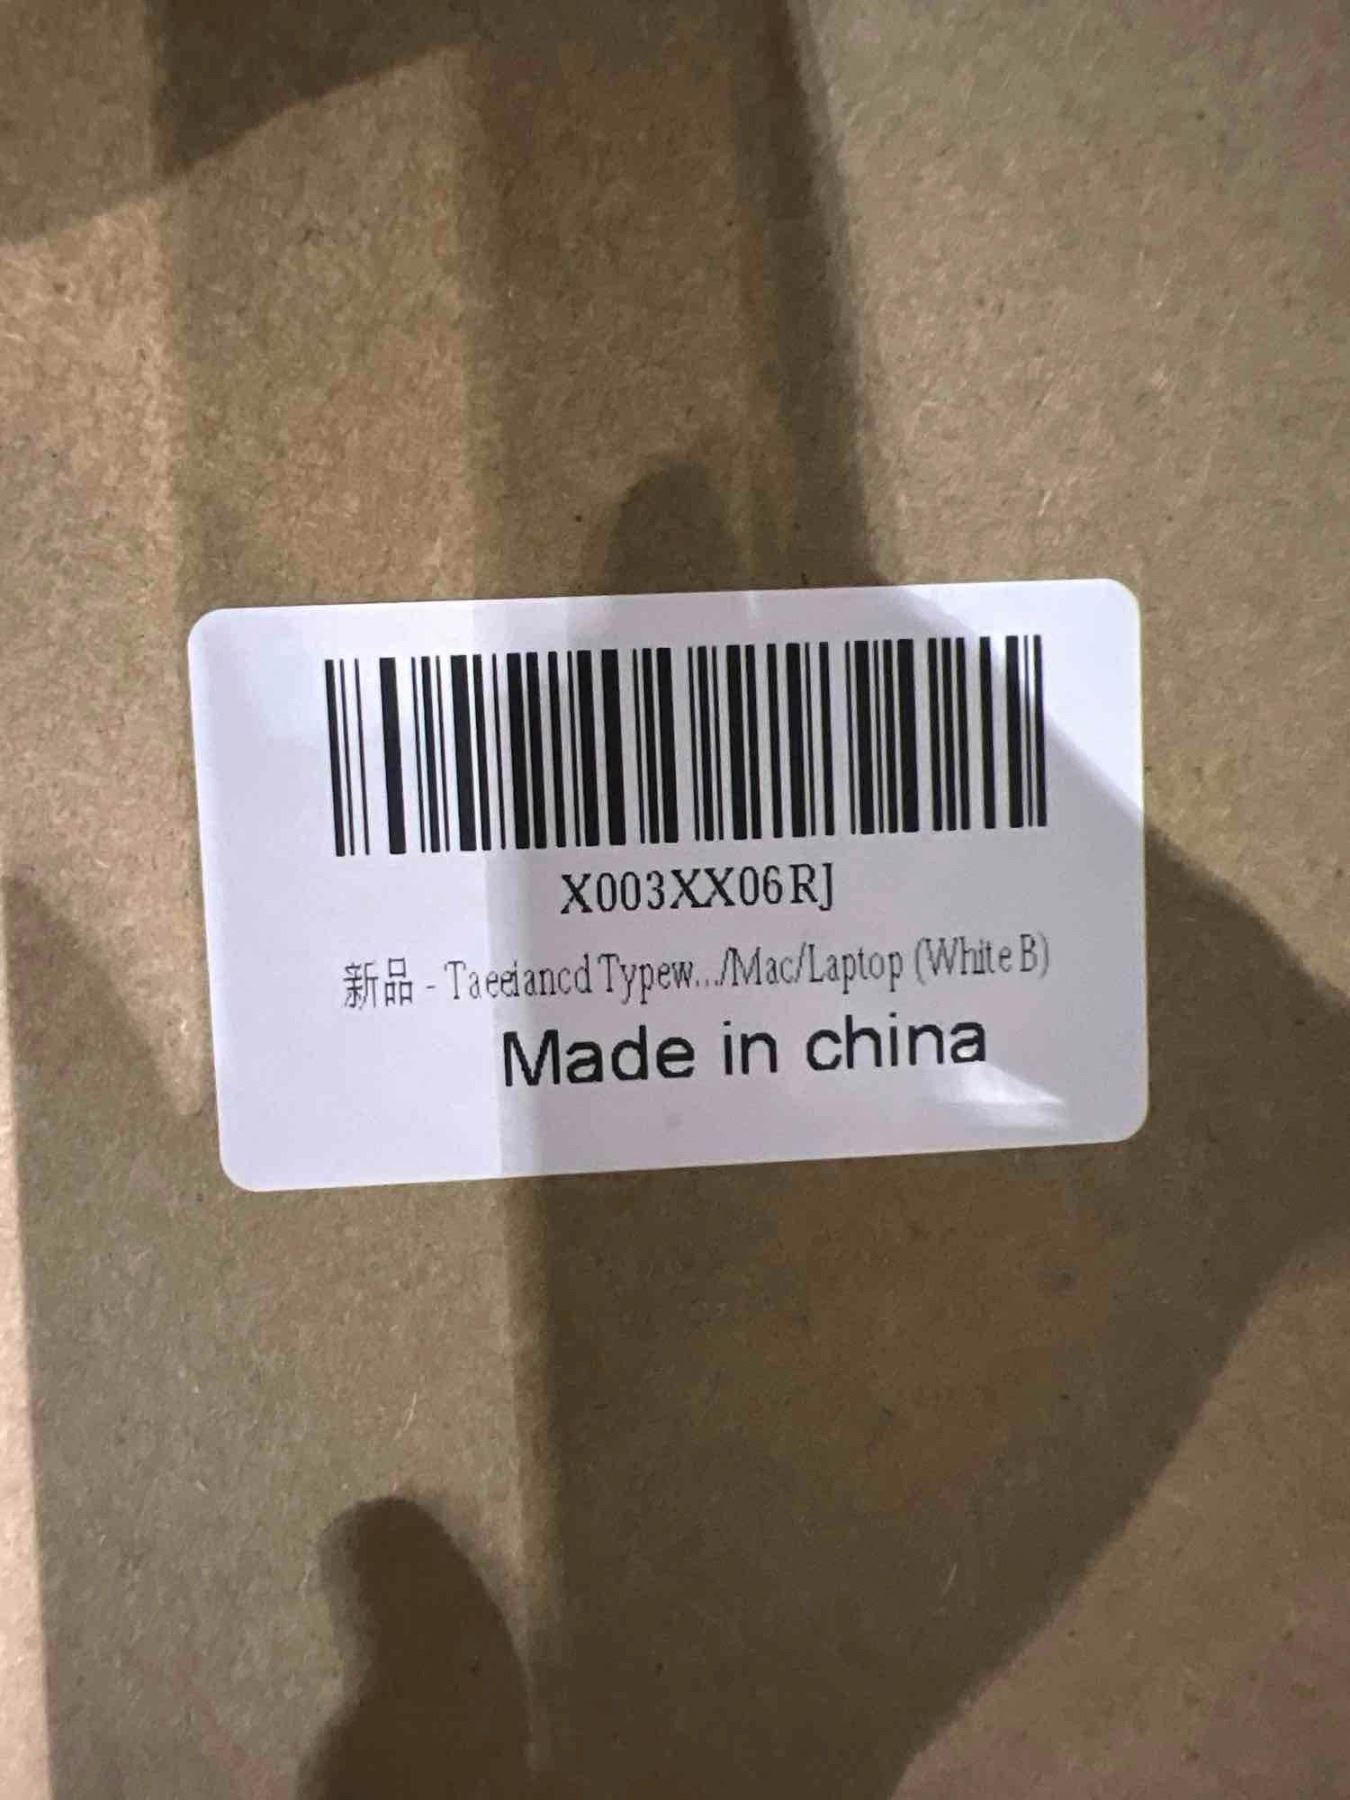 X003XX06RJ
新品 - Taeeiancd Typew.../Mac/Laptop (White B)
Made in china